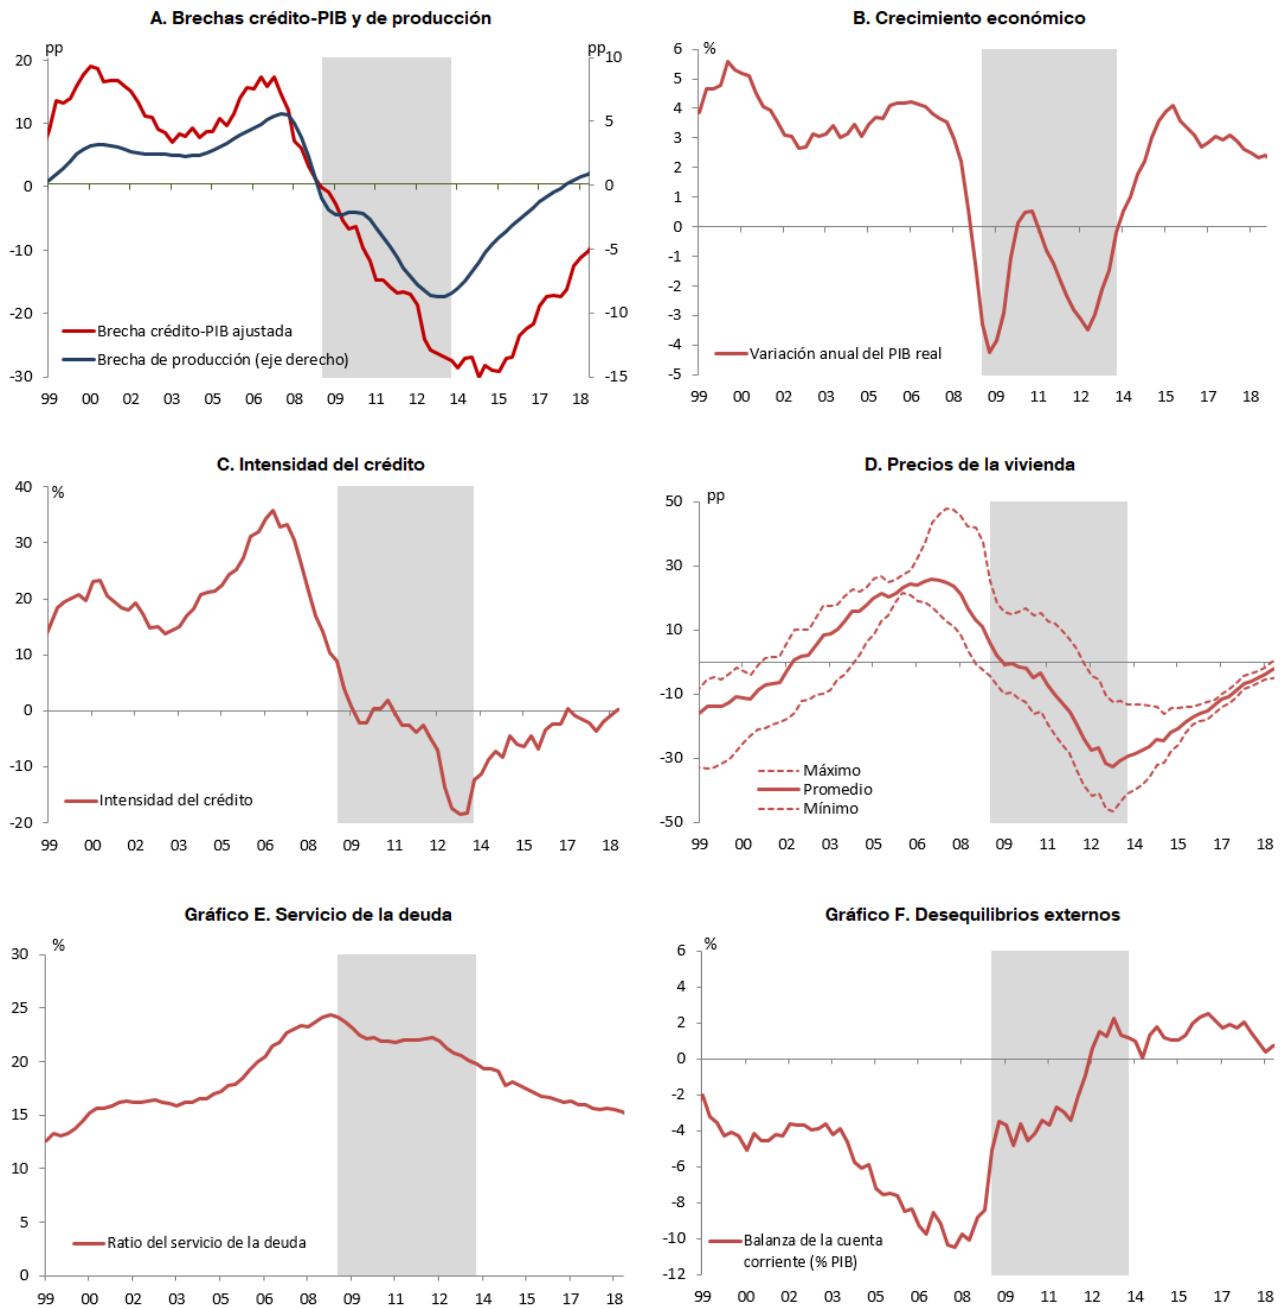 A. Brechas crédito-PIB y de producción
pp
pp
20
10
0
-10
-20
-30
10
5
0
-5
-10
-15
Brecha crédito-PIB ajustada
Brecha de producción (eje derecho)
99 00 02 03 05 06 08 09 11 12 14 15 17 18
B. Crecimiento económico
%
6
5
4
3
2
1
0
-1
-2
-3
-4
-5
Variación anual del PIB real
99 00 02 03 05 06 08 09 11 12 14 15 17 18
C. Intensidad del crédito
%
40
30
20
10
0
-10
-20
Intensidad del crédito
99 00 02 03 05 06 08 09 11 12 14 15 17 18
D. Precios de la vivienda
pp
50
30
10
-10
-30
-50
Máximo
Promedio
Mínimo
99 00 02 03 05 06 08 09 11 12 14 15 17 18
Gráfico E. Servicio de la deuda
%
30
25
20
15
10
5
0
Ratio del servicio de la deuda
99 00 02 03 05 06 08 09 11 12 14 15 17 18
Gráfico F. Desequilibrios externos
%
6
4
2
0
-2
-4
-6
-8
-10
-12
Balanza de la cuenta
corriente (% PIB)
99 00 02 03 05 06 08 09 11 12 14 15 17 18